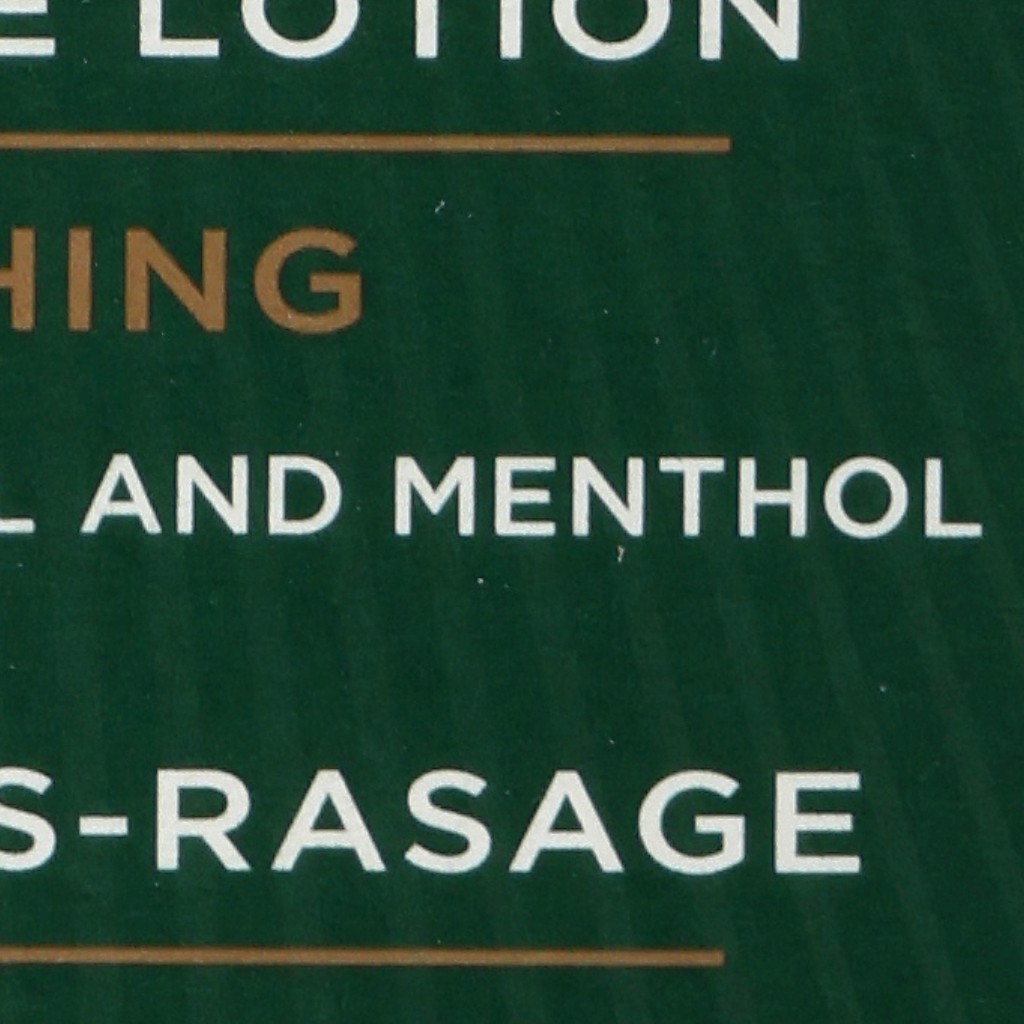 E LOTION
HING
L AND MENTHOL
S-RASAGE